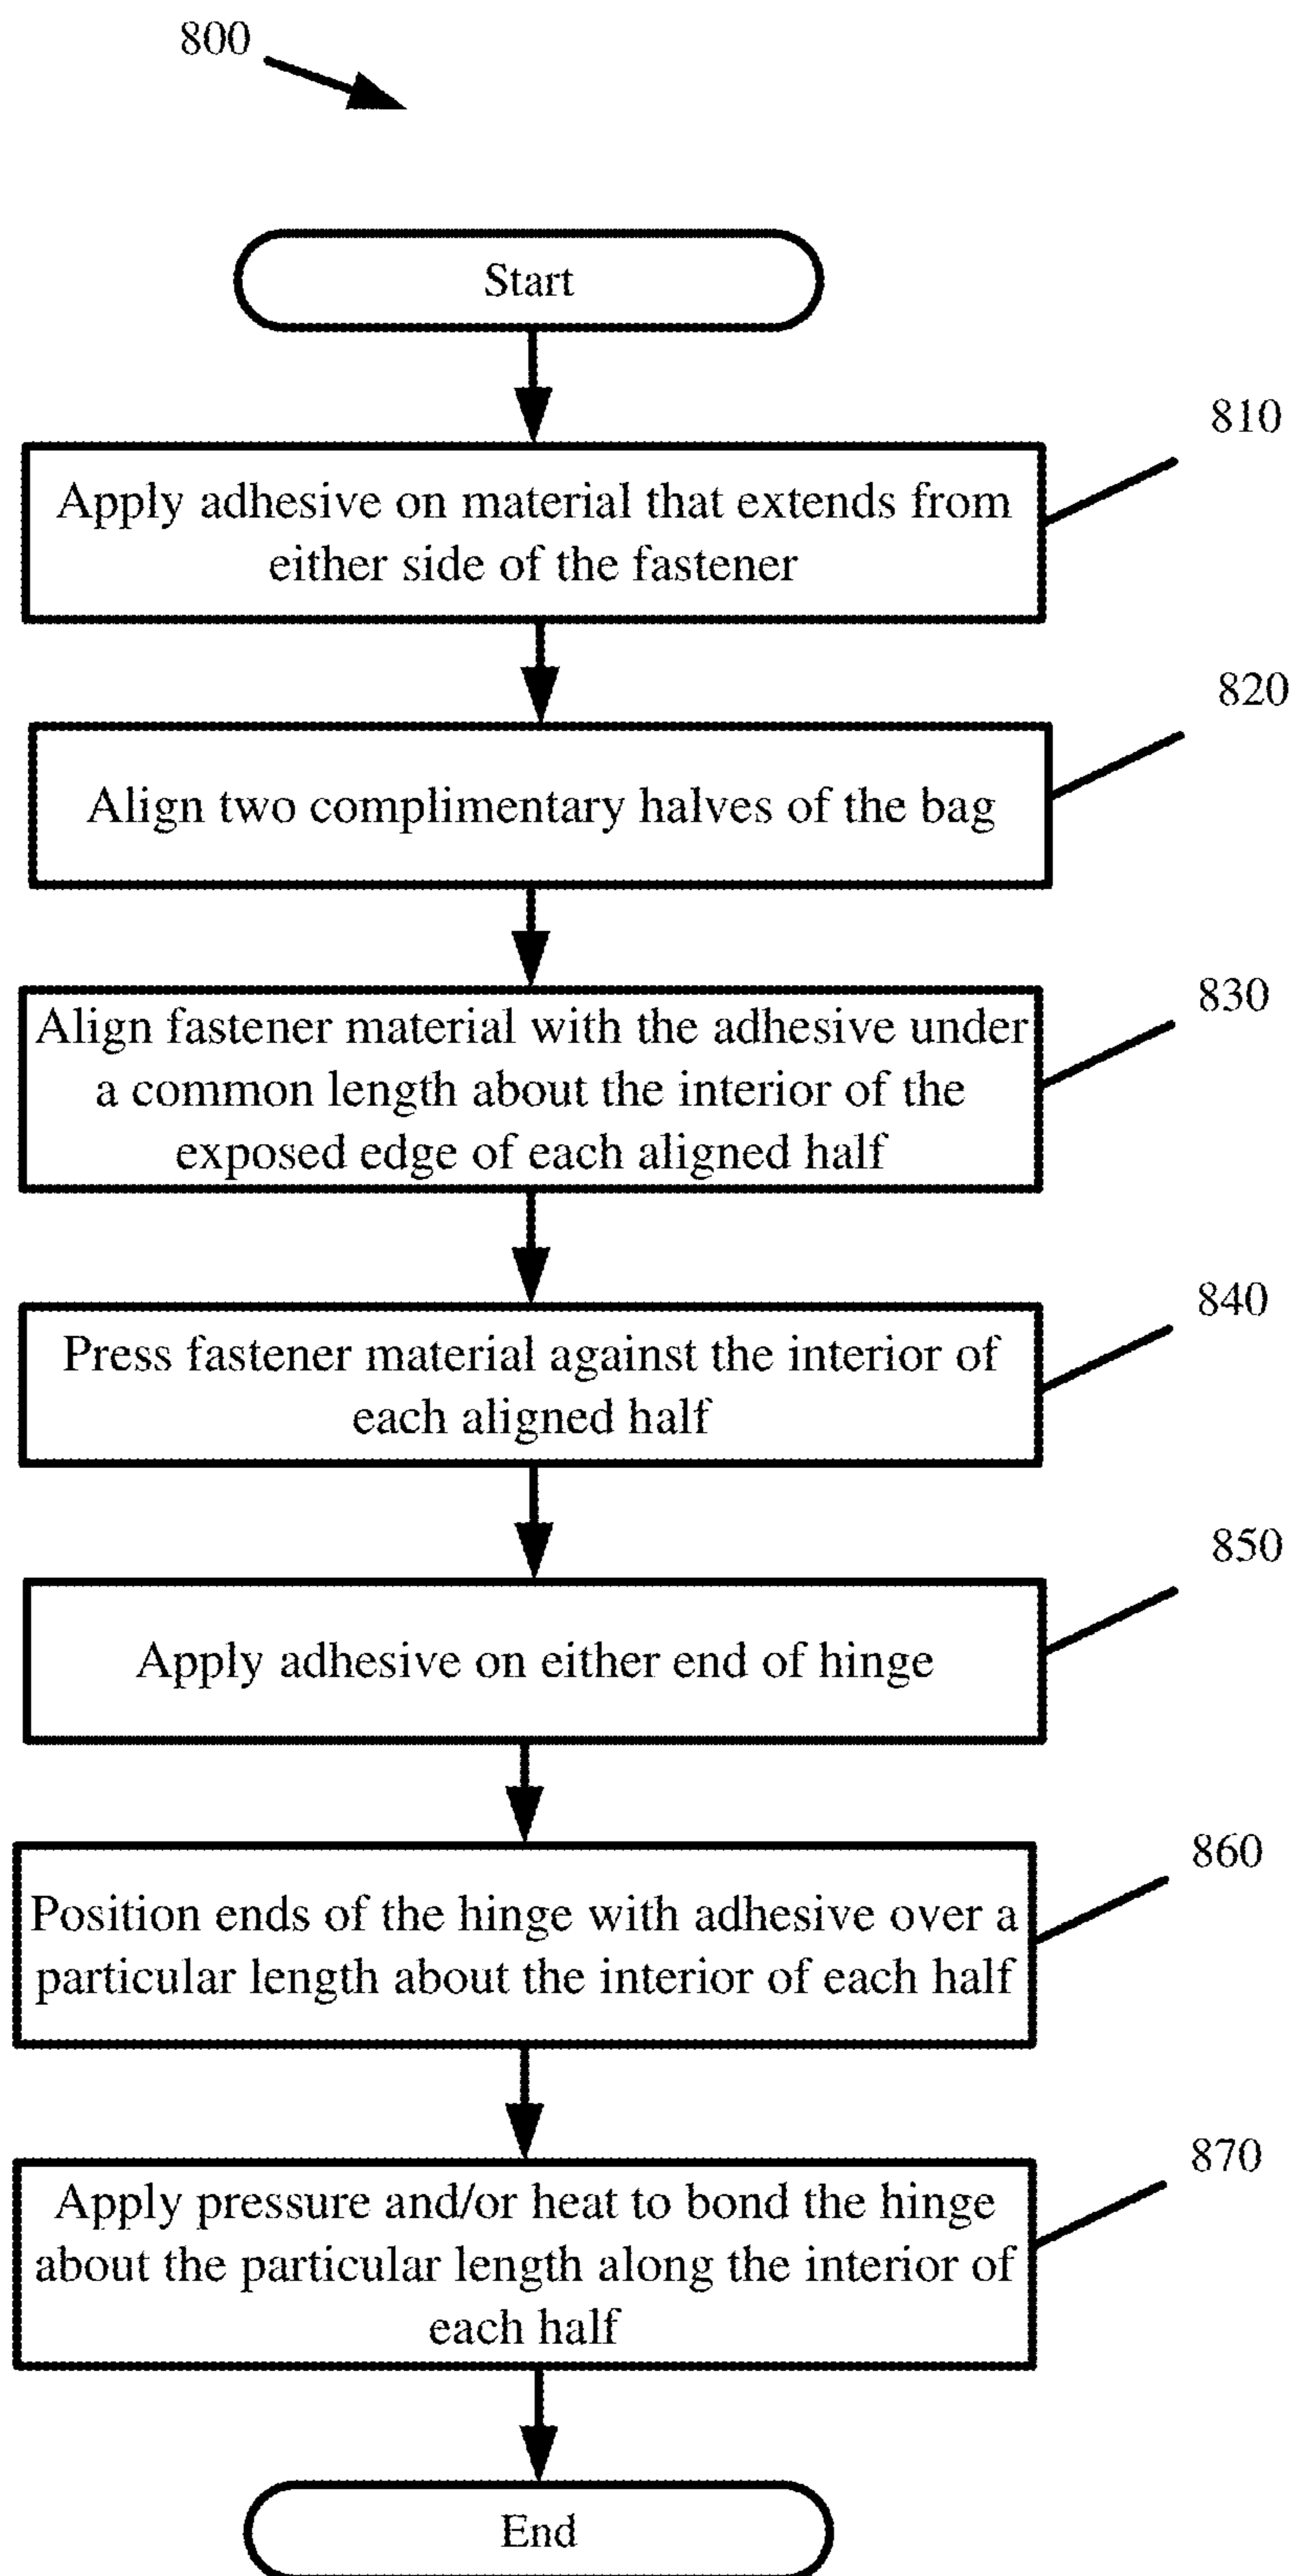 800
Start
810
Apply adhesive on material that extends from
either side of the fastener
820
Align two complimentary halves of the bag
830
Align fastener material with the adhesive under
a common length about the interior of the
exposed edge of each aligned half
840
Press fastener material against the interior of
each aligned half
850
Apply adhesive on either end of hinge
860
Position ends of the hinge with adhesive over a
particular length about the interior of each half
870
Apply pressure and/or heat to bond the hinge
about the particular length along the interior of
each half
End